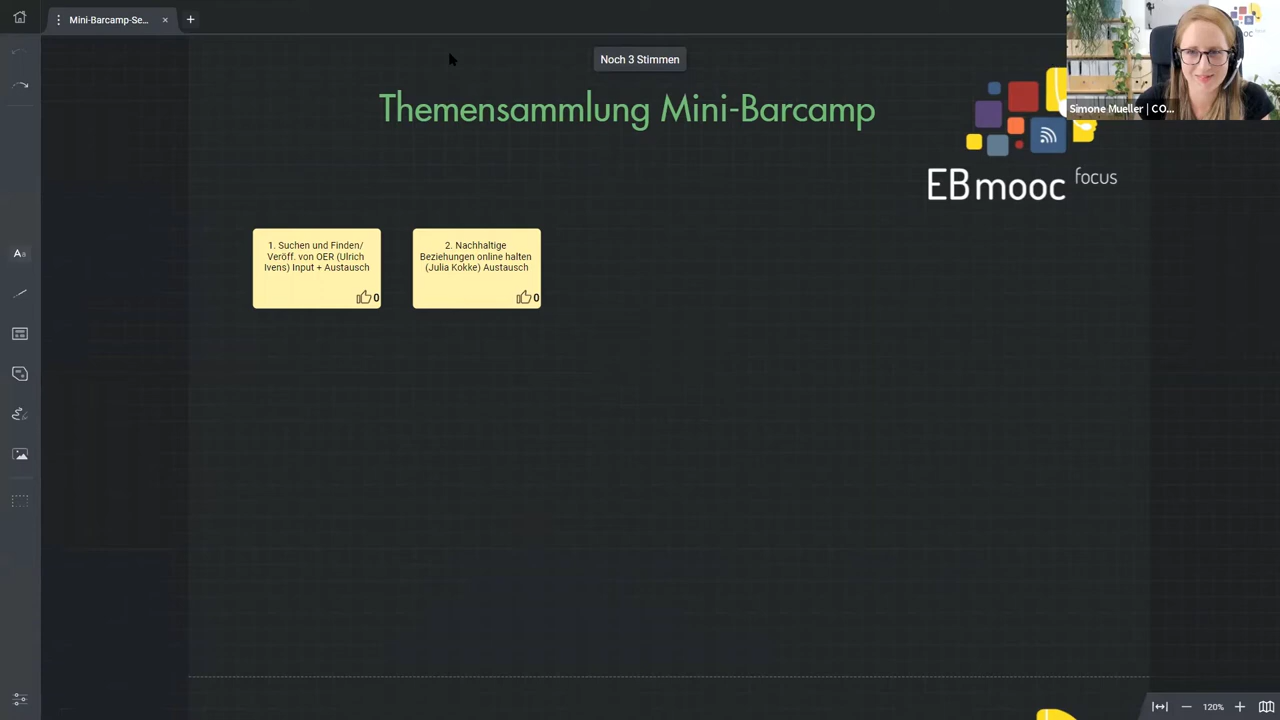 Mini-Barcamp-Se...
Noch 3 Stimmen
Simone Mueller | CO...
Themensammlung Mini-Barcamp
EBmooc focus
1. Suchen und Finden/
Veröff. von OER (Ulrich
Ivens) Input + Austausch
0
2. Nachhaltige
Beziehungen online halten
(Julia Kokke) Austausch
0
120%